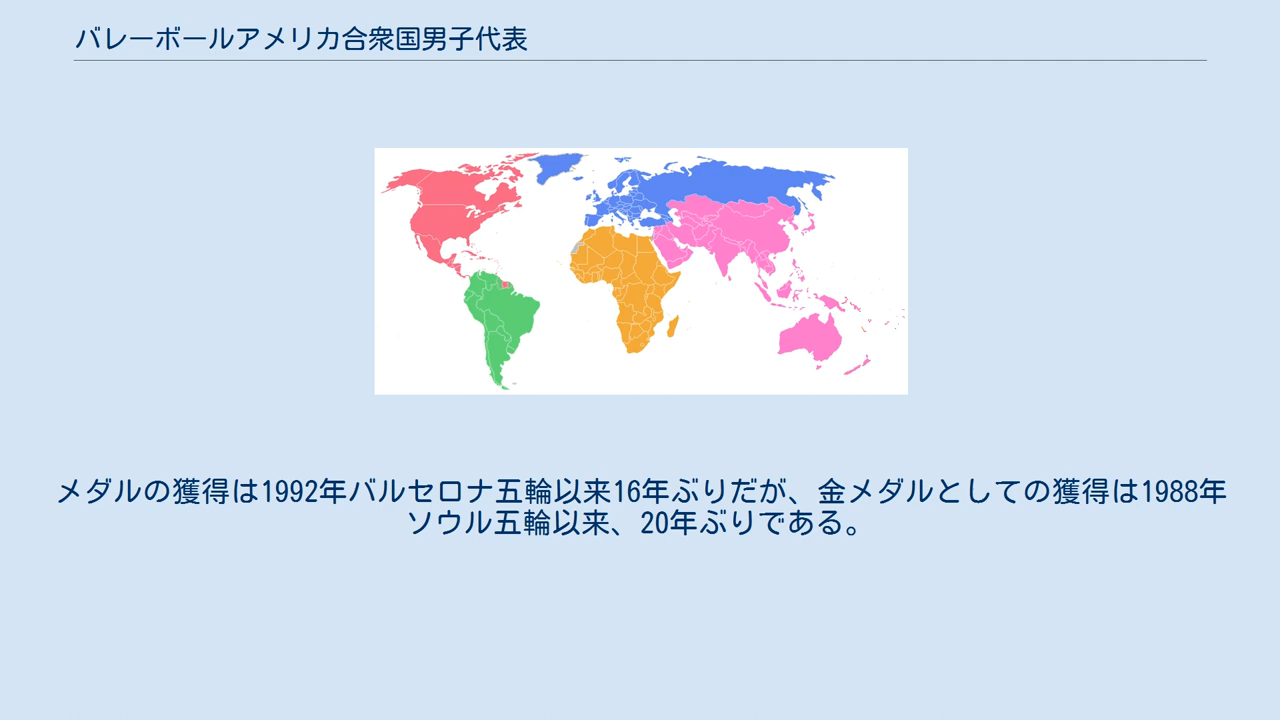 バレーボールアメリカ合衆国男子代表
メダルの獲得は1992年バルセロナ五輪以来16年ぶりだが、金メダルとしての獲得は1988年
ソウル五輪以来、20年ぶりである。